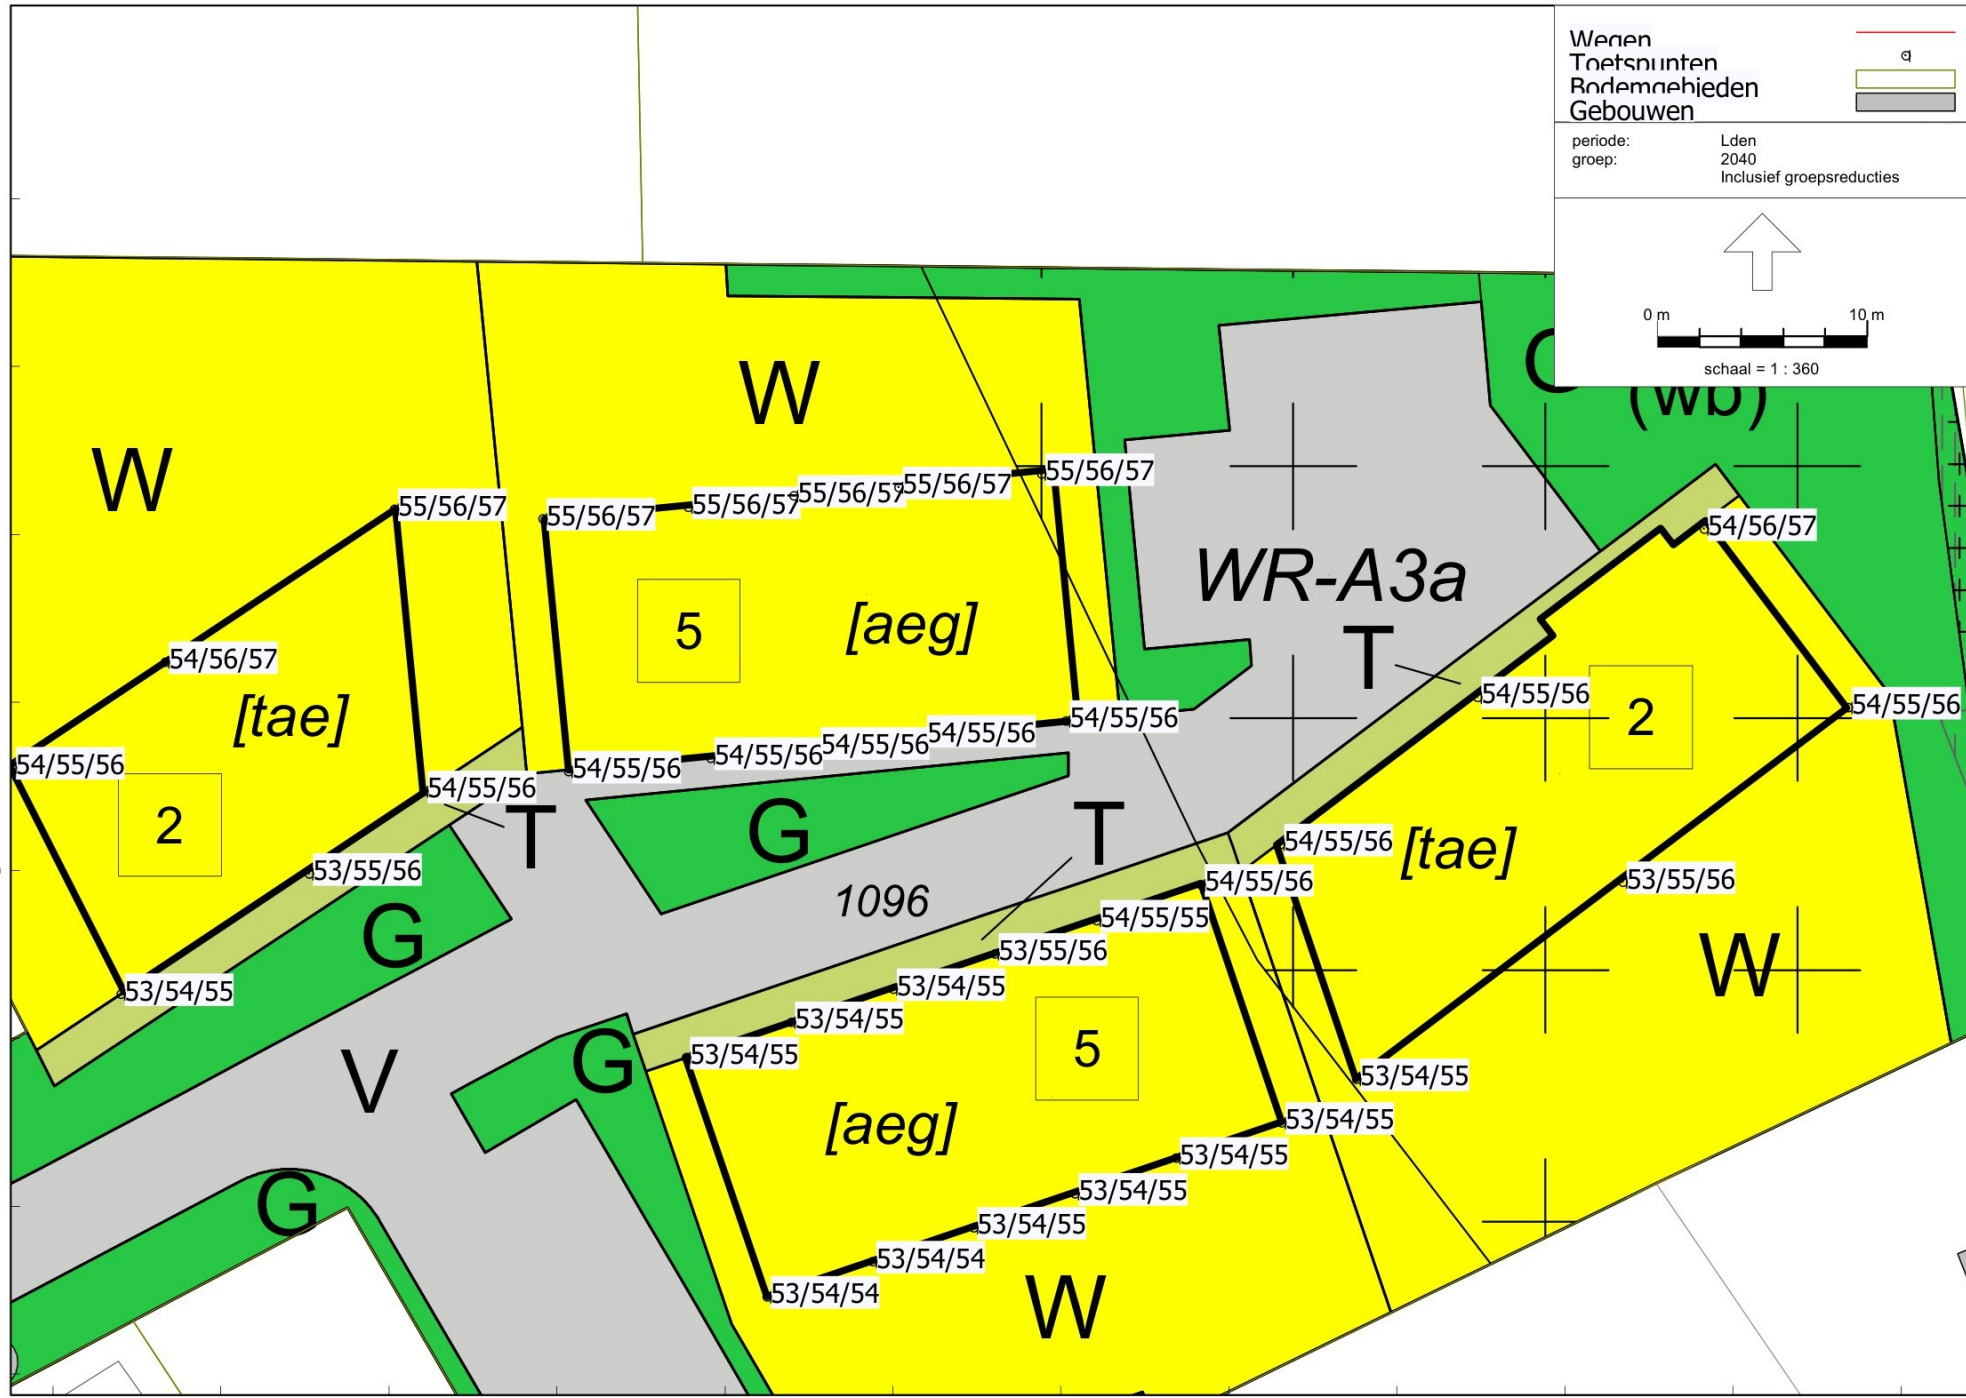 Wegen
Toetspunten
Bodemgebieden
Gebouwen
periode: Lden
groep: 2040
Inclusief groepsreducties
0 m 10 m
schaal = 1 : 360
(wb)
W
W
55/56/57
55/56/57
55/56/57
55/56/57
55/56/57
55/56/57
54/56/57
WR-A3a
5
[aeg]
54/56/57
[tae]
T
54/55/56
2
54/55/56
54/55/56
2
54/55/56
T
54/55/56
54/55/56
54/55/56
54/55/56
54/55/56
G
T
54/55/56
[tae]
53/55/56
G
1096
54/55/56
53/55/56
W
54/55/55
53/55/56
53/54/55
53/54/55
53/54/55
53/54/55
5
G
V
53/54/55
[aeg]
53/54/55
53/54/55
53/54/55
53/54/55
G
53/54/54
53/54/54
W